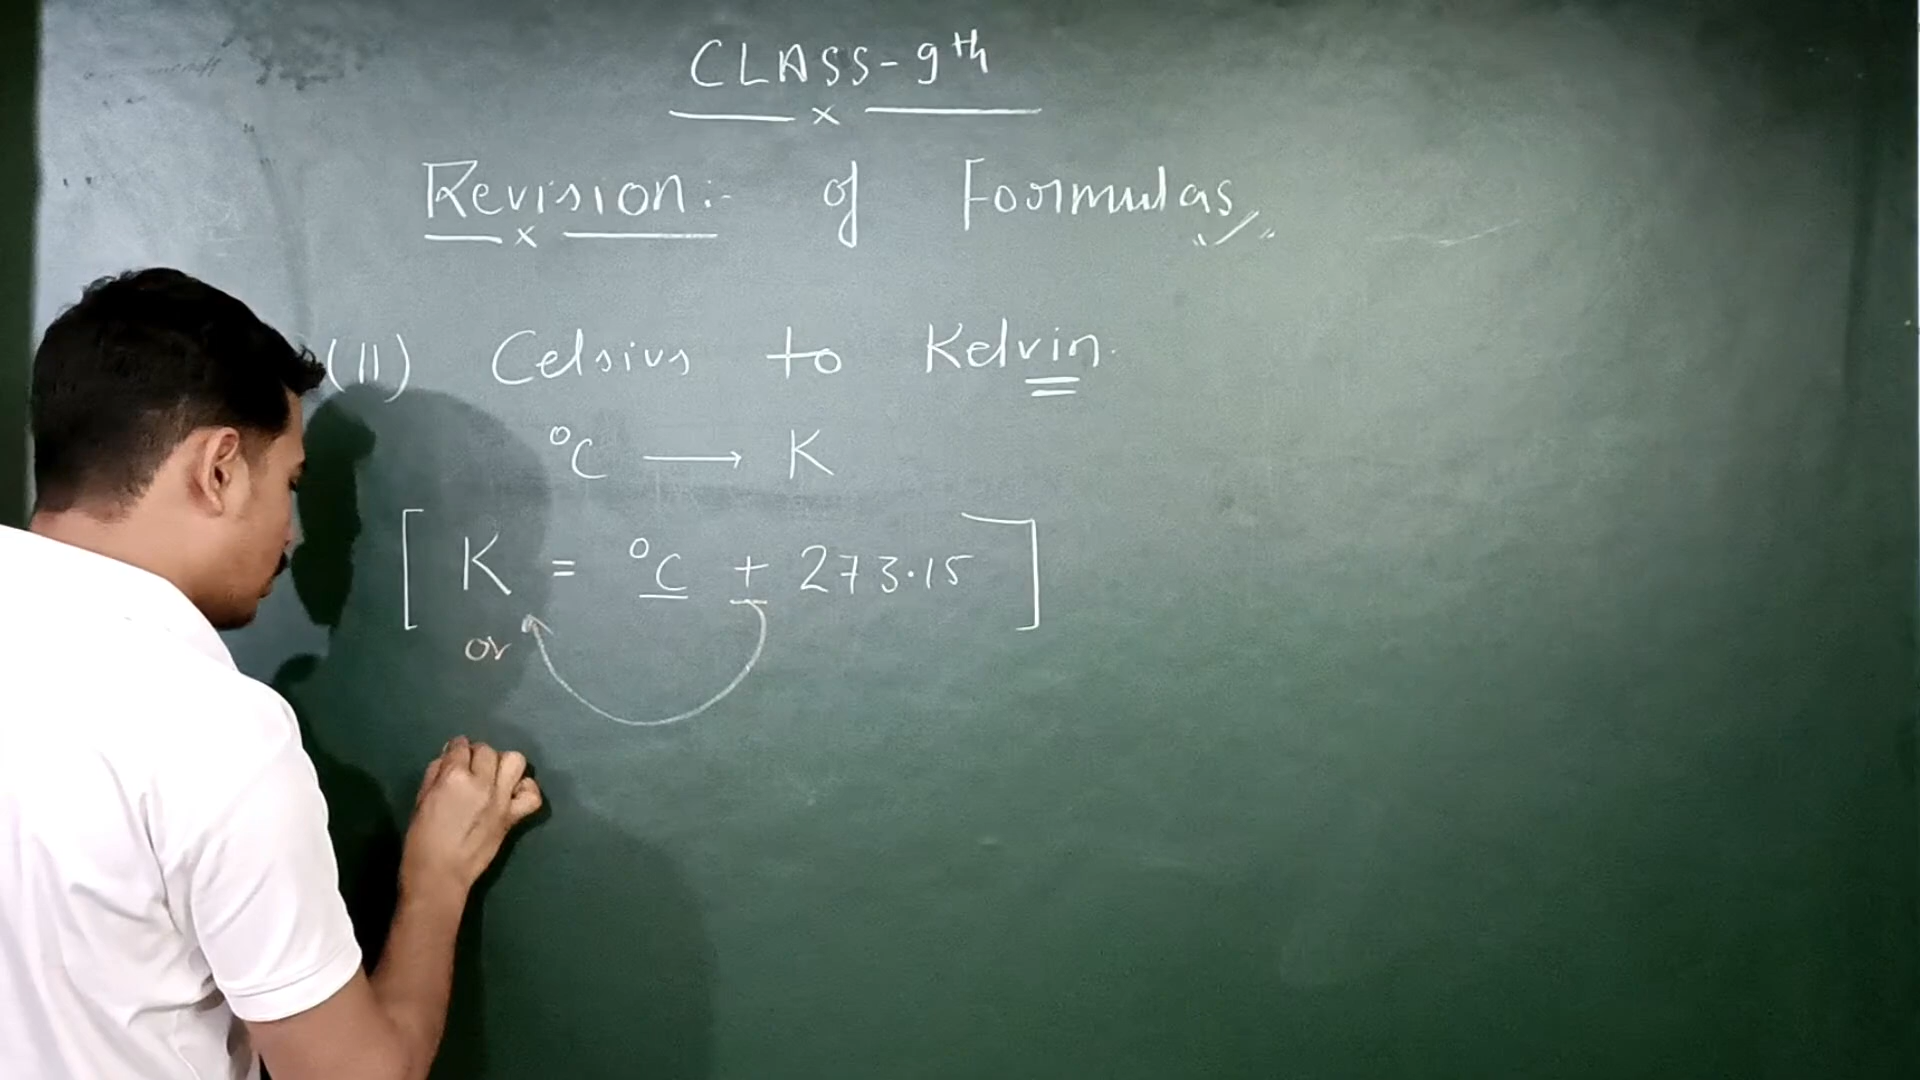 CLASS-9th
x
Revision:- of Formulas
x
(11) Celsius to Kelvin.
°C → K
[ K = °C + 273.15 ]
or